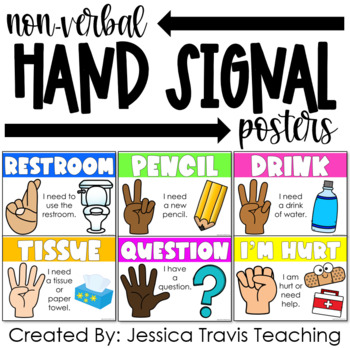 non-verbal
HAND SIGNAL
posters
RESTROOM
I need to
use the
restroom.
PENCIL
I need
a new
pencil.
DRINK
I need
a drink
of water.
TISSUE
I need
a tissue
or
paper
towel.
QUESTION
I have
a
question.
?
I'M HURT
I am
hurt or
need
help.
Created By: Jessica Travis Teaching